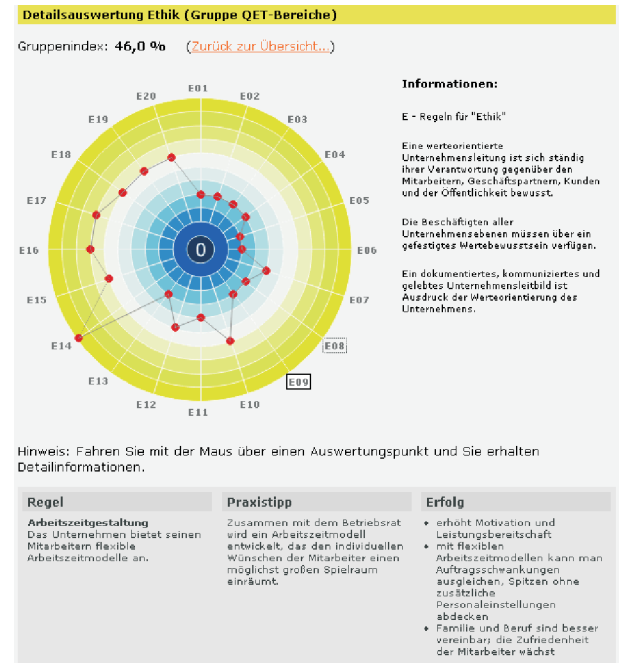 Detailsauswertung Ethik (Gruppe QET-Bereiche)
Gruppenindex: 46,0 % (Zurück zur Übersicht...)
E01
E02
E03
E04
E05
E06
E07
E08
E09
E10
E11
E12
E13
E14
E15
E16
E17
E18
E19
E20
0
Informationen:
E - Regeln für "Ethik"
Eine werteorientierte
Unternehmensleitung ist sich ständig
ihrer Verantwortung gegenüber den
Mitarbeitern, Geschäftspartnern, Kunden
und der Öffentlichkeit bewusst.
Die Beschäftigten aller
Unternehmensebenen müssen über ein
gefestigtes Wertebewusstsein verfügen.
Ein dokumentiertes, kommuniziertes und
gelebtes Unternehmensleitbild ist
Ausdruck der Werteorientierung des
Unternehmens.
Hinweis: Fahren Sie mit der Maus über einen Auswertungspunkt und Sie erhalten
Detailinformationen.
Regel
Arbeitszeitgestaltung
Das Unternehmen bietet seinen
Mitarbeitern flexible
Arbeitszeitmodelle an.
Praxistipp
Zusammen mit dem Betriebsrat
wird ein Arbeitszeitmodell
entwickelt, das den individuellen
Wünschen der Mitarbeiter einen
möglichst großen Spielraum
einräumt.
Erfolg
erhöht Motivation und
Leistungsbereitschaft
mit flexiblen
Arbeitszeitmodellen kann man
Auftragsschwankungen
ausgleichen, Spitzen ohne
zusätzliche
Personaleinstellungen
abdecken
Familie und Beruf sind besser
vereinbar; die Zufriedenheit
der Mitarbeiter wächst